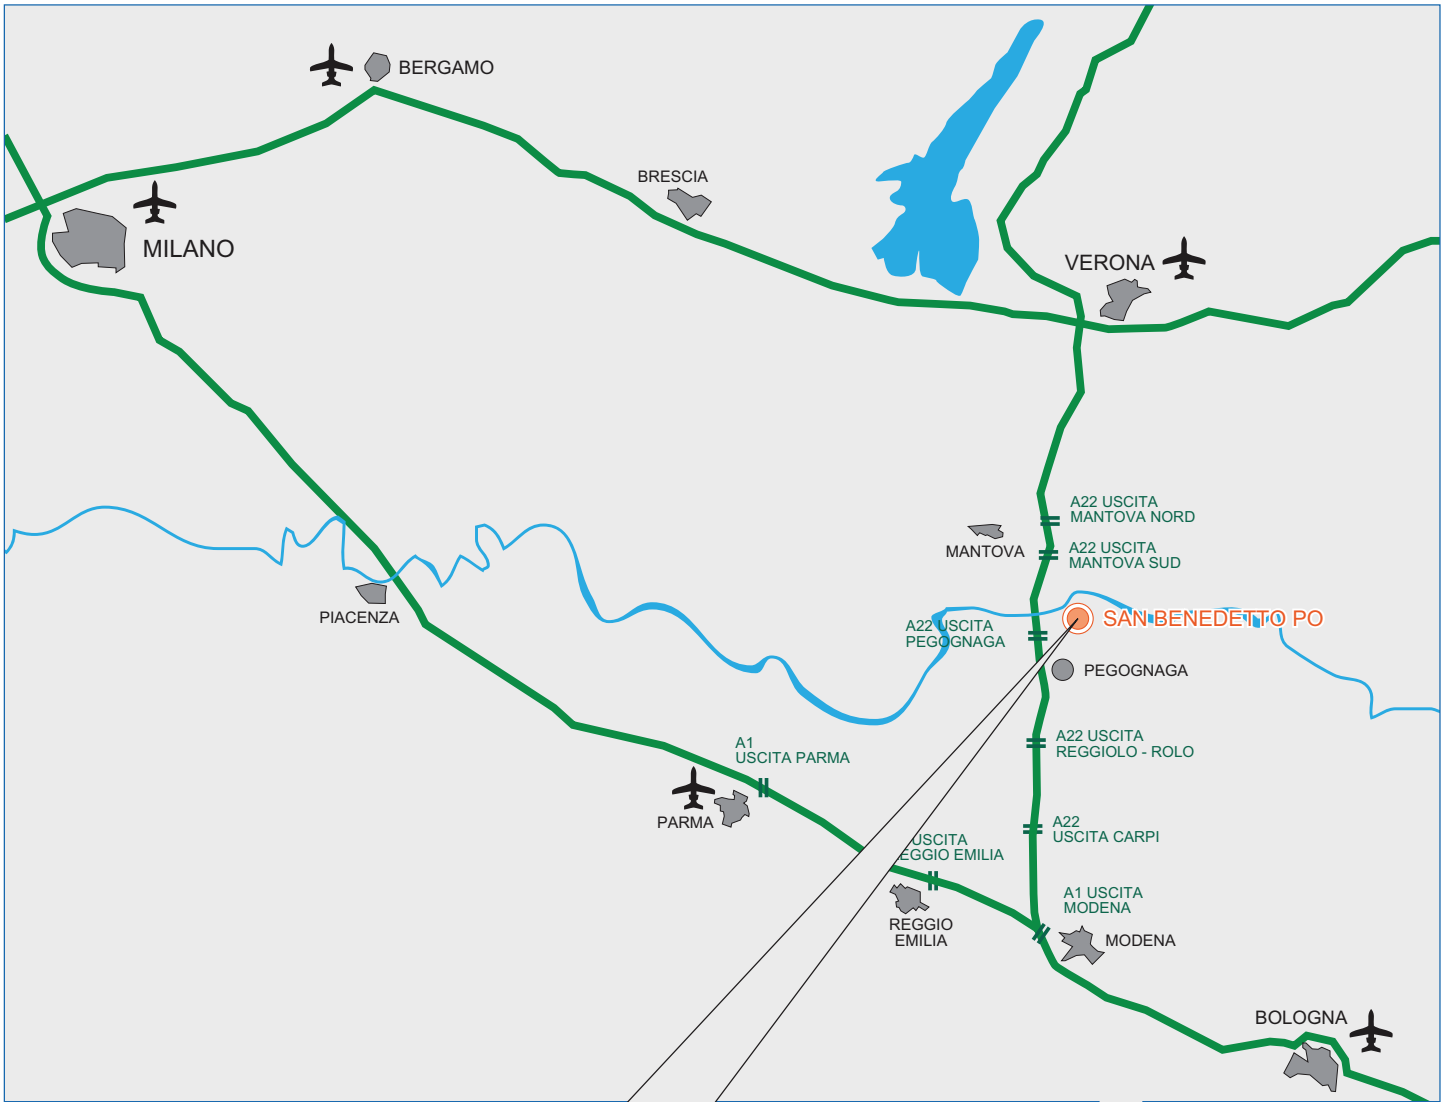 BERGAMO
BRESCIA
MILANO
VERONA
A22 USCITA
MANTOVA NORD
MANTOVA
A22 USCITA
MANTOVA SUD
PIACENZA
SAN BENEDETTO PO
A22 USCITA
PEGOGNAGA
PEGOGNAGA
A22 USCITA
REGGIOLO - ROLO
A1
USCITA PARMA
PARMA
A22
USCITA CARPI
USCITA
EGGIO EMILIA
A1 USCITA
MODENA
REGGIO
EMILIA
MODENA
BOLOGNA